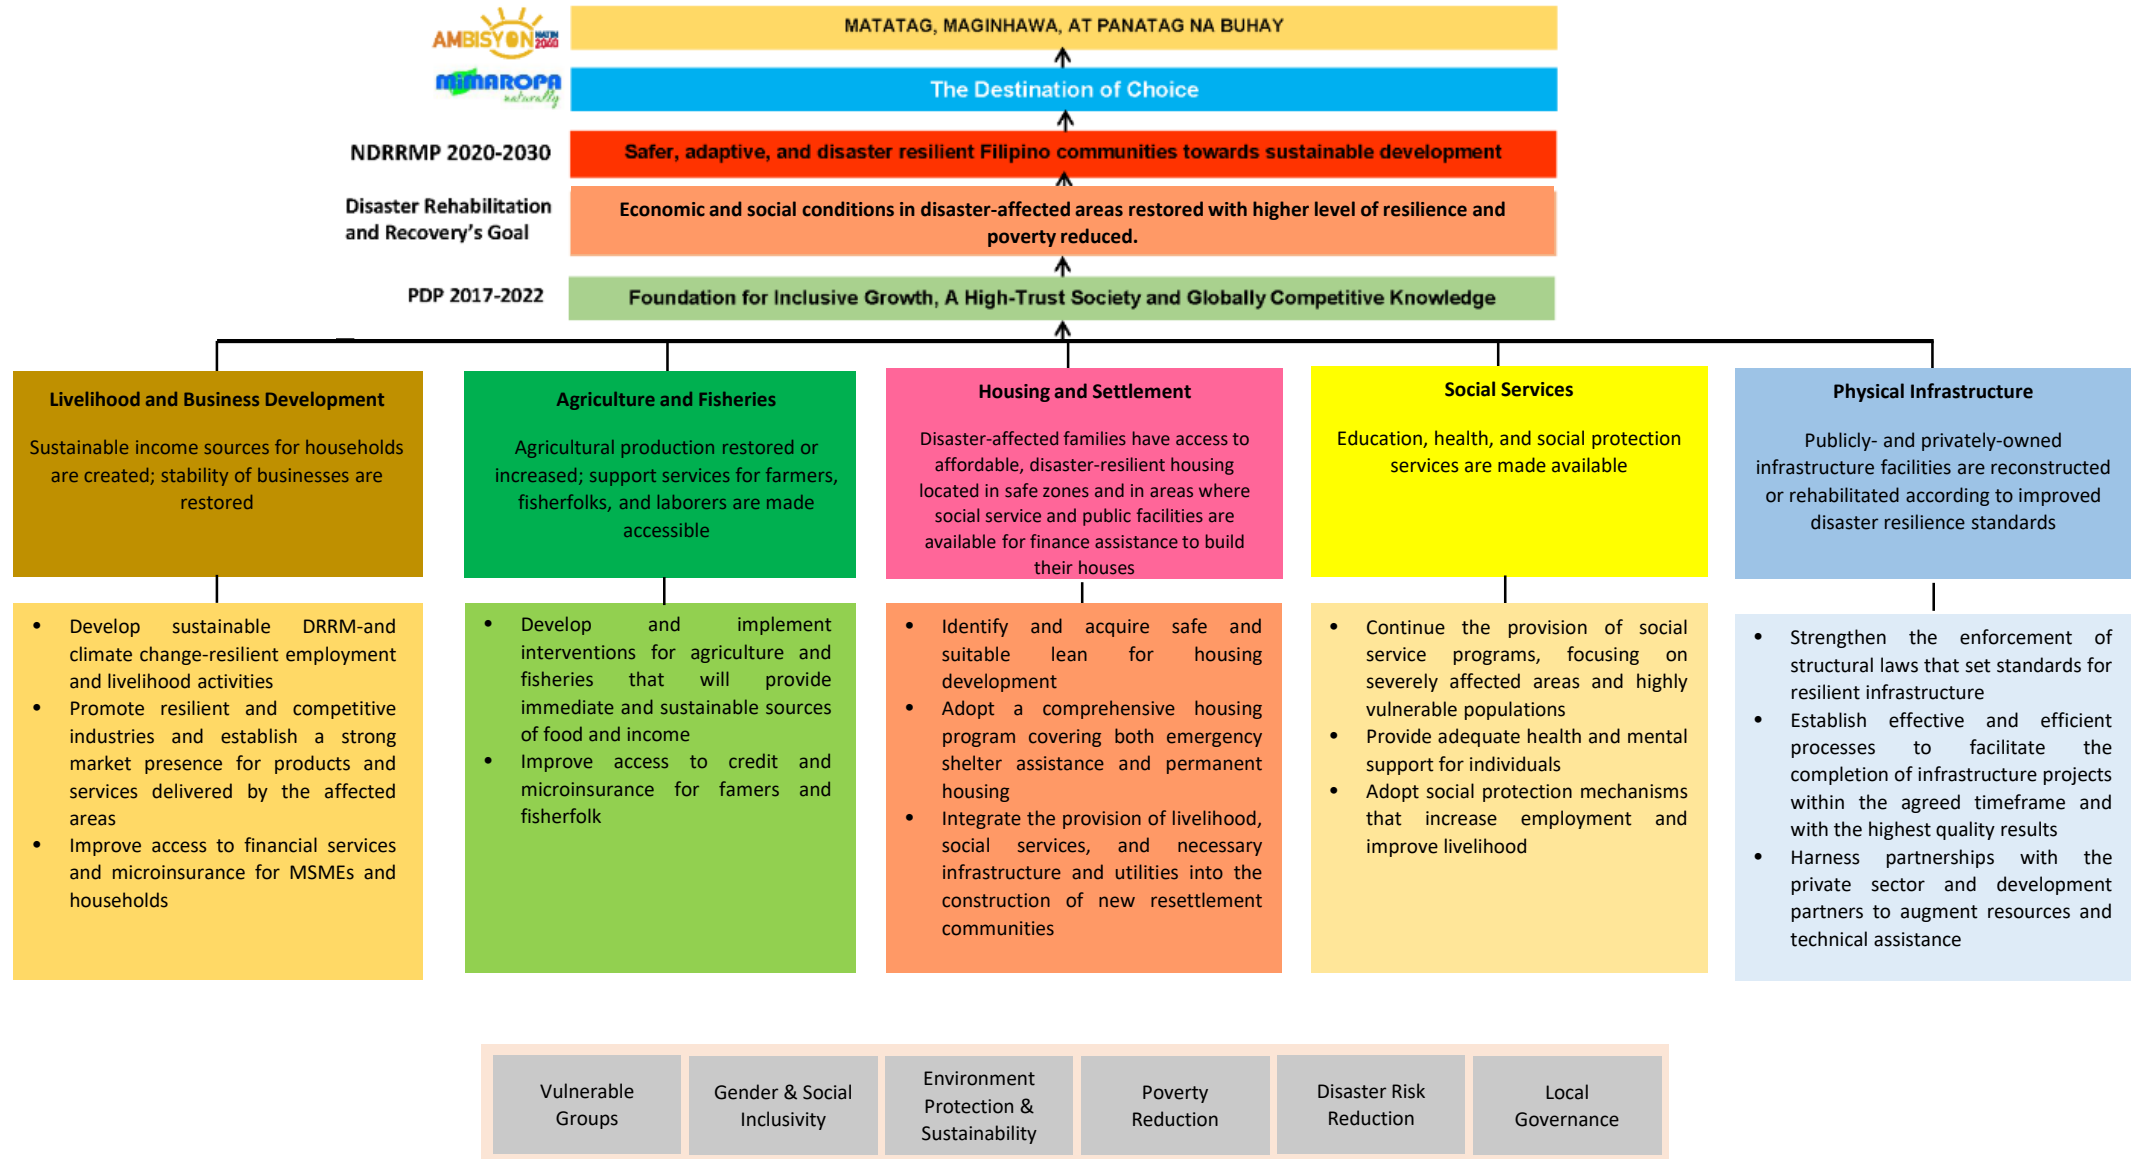 AMBISYON NATIN 2040
MATATAG, MAGINHAWA, AT PANATAG NA BUHAY
mimaropa
naturally
The Destination of Choice
NDRRMP 2020-2030
Safer, adaptive, and disaster resilient Filipino communities towards sustainable development
Disaster Rehabilitation
and Recovery's Goal
Economic and social conditions in disaster-affected areas restored with higher level of resilience and
poverty reduced.
PDP 2017-2022
Foundation for Inclusive Growth, A High-Trust Society and Globally Competitive Knowledge
Livelihood and Business Development
Sustainable income sources for households
are created; stability of businesses are
restored
Agriculture and Fisheries
Agricultural production restored or
increased; support services for farmers,
fisherfolks, and laborers are made
accessible
Housing and Settlement
Disaster-affected families have access to
affordable, disaster-resilient housing
located in safe zones and in areas where
social service and public facilities are
available for finance assistance to build
their houses
Social Services
Education, health, and social protection
services are made available
Physical Infrastructure
Publicly- and privately-owned
infrastructure facilities are reconstructed
or rehabilitated according to improved
disaster resilience standards
• Develop sustainable DRRM-and
climate change-resilient employment
and livelihood activities
• Promote resilient and competitive
industries and establish a strong
market presence for products and
services delivered by the affected
areas
• Improve access to financial services
and microinsurance for MSMEs and
households
• Develop and implement
interventions for agriculture and
fisheries that will provide
immediate and sustainable sources
of food and income
• Improve access to credit and
microinsurance for famers and
fisherfolk
• Identify and acquire safe and
suitable lean for housing
development
• Adopt a comprehensive housing
program covering both emergency
shelter assistance and permanent
housing
• Integrate the provision of livelihood,
social services, and necessary
infrastructure and utilities into the
construction of new resettlement
communities
• Continue the provision of social
service programs, focusing on
severely affected areas and highly
vulnerable populations
• Provide adequate health and mental
support for individuals
• Adopt social protection mechanisms
that increase employment and
improve livelihood
• Strengthen the enforcement of
structural laws that set standards for
resilient infrastructure
• Establish effective and efficient
processes to facilitate the
completion of infrastructure projects
within the agreed timeframe and
with the highest quality results
• Harness partnerships with the
private sector and development
partners to augment resources and
technical assistance
Vulnerable
Groups
Gender & Social
Inclusivity
Environment
Protection &
Sustainability
Poverty
Reduction
Disaster Risk
Reduction
Local
Governance